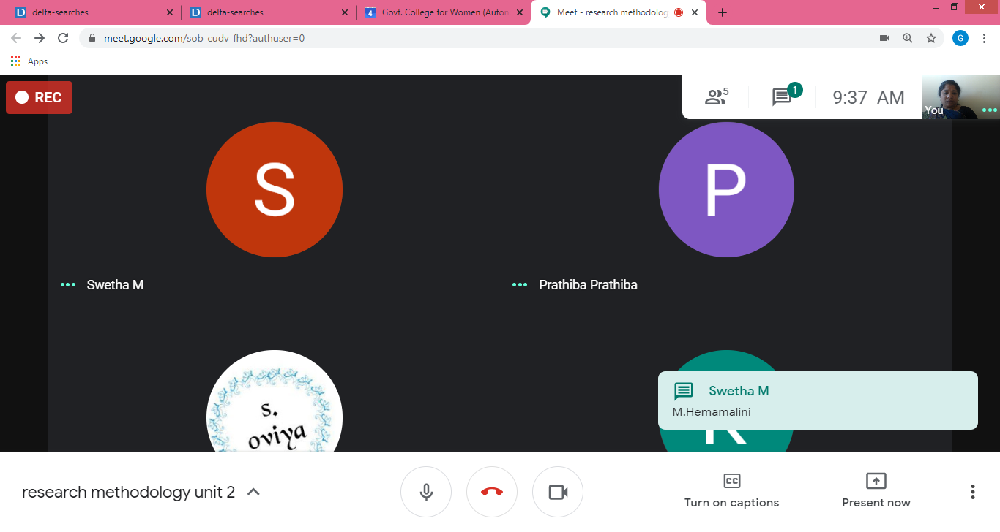 delta-searches
delta-searches
Govt. College for Women (Auton
Meet - research methodolog
meet.google.com/sob-cudv-fhd?authuser=0
G
Apps
REC
5
1
9:37 AM
You
S
P
Swetha M
Prathiba Prathiba
s.
oviya
Swetha M
M.Hemamalini
research methodology unit 2
Turn on captions
Present now